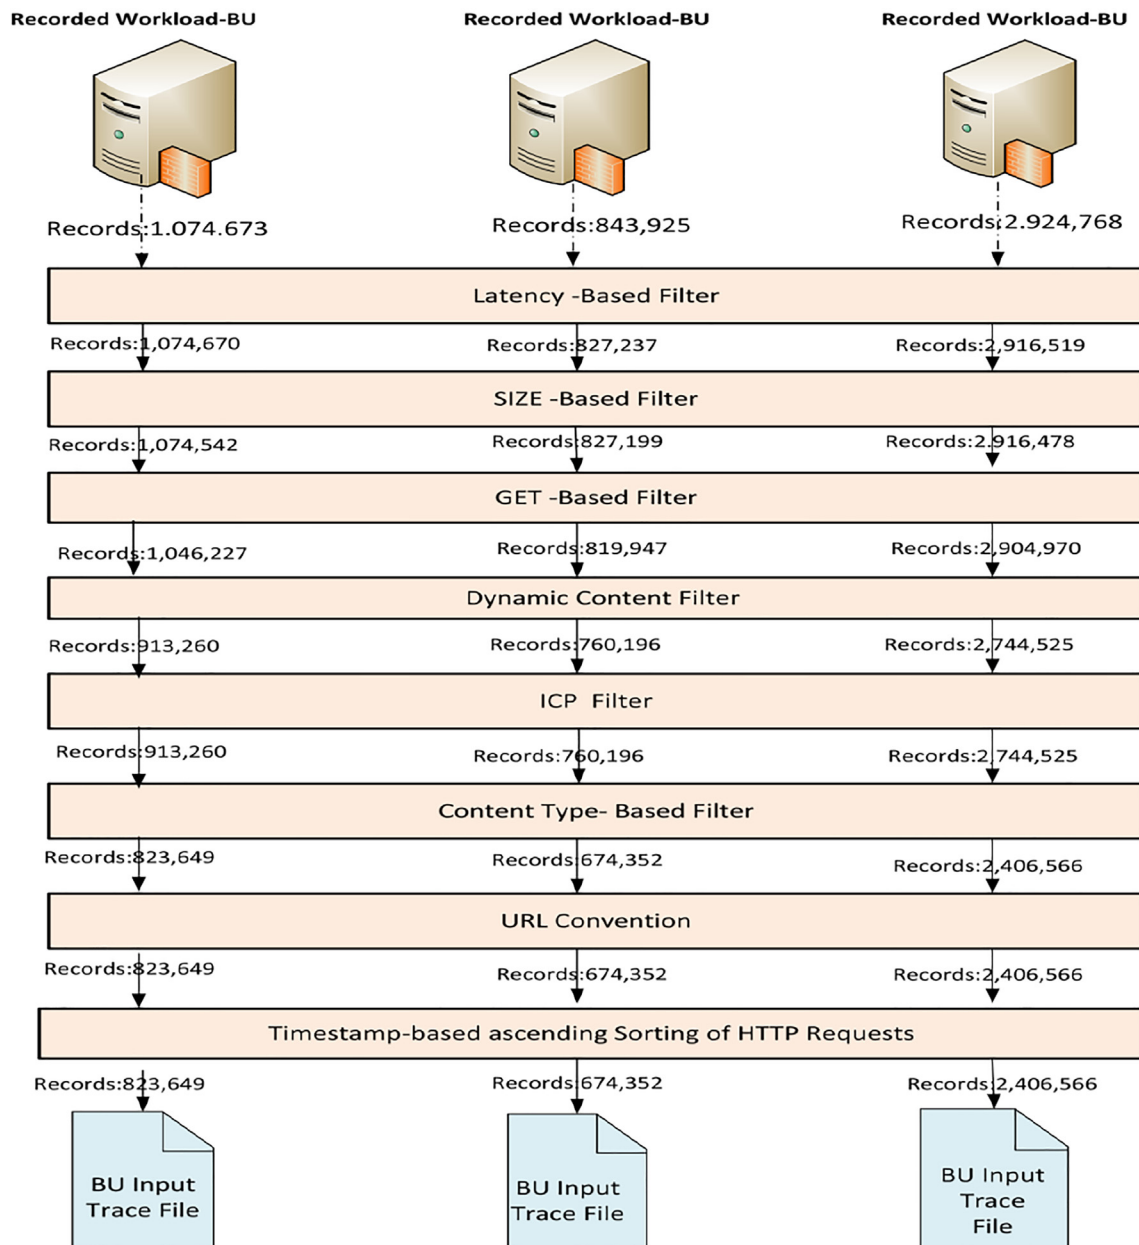 Recorded Workload-BU
Recorded Workload-BU
Recorded Workload-BU
Records:1.074.673
Records:843,925
Records:2.924,768
Latency -Based Filter
Records:1,074,670
Records:827,237
Records:2,916,519
SIZE -Based Filter
Records:1,074,542
Records:827,199
Records:2.916,478
GET -Based Filter
Records:1,046,227
Records:819,947
Records:2,904,970
Dynamic Content Filter
Records:913,260
Records:760,196
Records:2,744,525
ICP Filter
Records:913,260
Records:760,196
Records:2,744,525
Content Type- Based Filter
Records:823,649
Records:674,352
Records:2,406,566
URL Convention
Records:823,649
Records:674,352
Records:2,406,566
Timestamp-based ascending Sorting of HTTP Requests
Records:823,649
Records:674,352
Records:2,406,566
BU Input
Trace File
BU Input
Trace File
BU Input
Trace
File